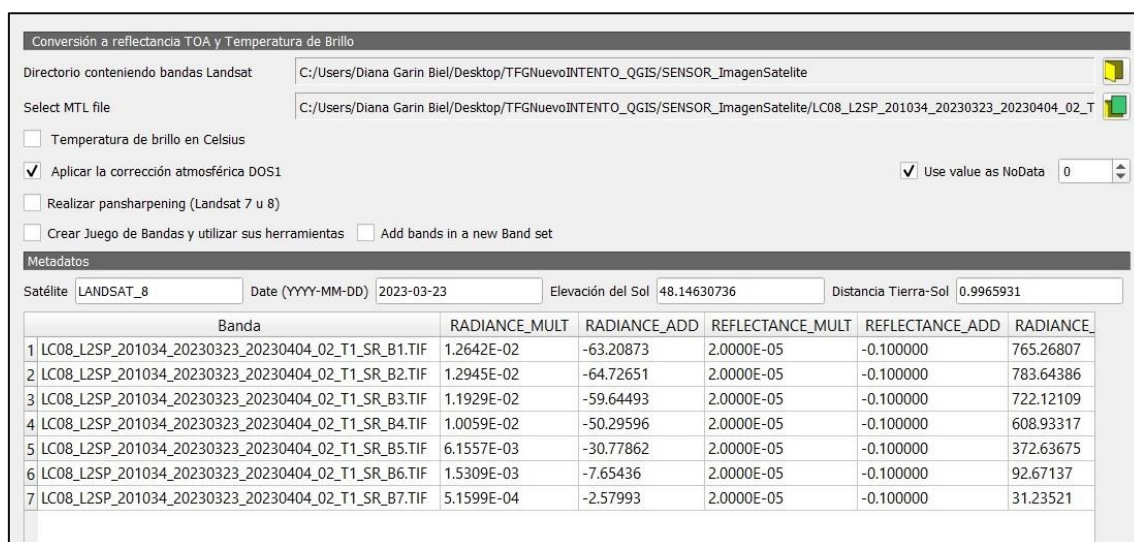 Conversión a reflectancia TOA y Temperatura de Brillo
Directorio conteniendo bandas Landsat C:/Users/Diana Garin Biel/Desktop/TFGNuevoINTENTO_QGIS/SENSOR_ImagenSatelite
Select MTL file C:/Users/Diana Garin Biel/Desktop/TFGNuevoINTENTO_QGIS/SENSOR_ImagenSatelite/LC08_L2SP_201034_20230323_20230404_02_T
Temperatura de brillo en Celsius
Aplicar la corrección atmosférica DOS1 Use value as NoData 0
Realizar pansharpening (Landsat 7 u 8)
Crear Juego de Bandas y utilizar sus herramientas Add bands in a new Band set
Metadatos
Satélite LANDSAT_8 Date (YYYY-MM-DD) 2023-03-23 Elevación del Sol 48.14630736 Distancia Tierra-Sol 0.9965931
Banda RADIANCE_MULT RADIANCE_ADD REFLECTANCE_MULT REFLECTANCE_ADD RADIANCE_
1 LC08_L2SP_201034_20230323_20230404_02_T1_SR_B1.TIF 1.2642E-02 -63.20873 2.0000E-05 -0.100000 765.26807
2 LC08_L2SP_201034_20230323_20230404_02_T1_SR_B2.TIF 1.2945E-02 -64.72651 2.0000E-05 -0.100000 783.64386
3 LC08_L2SP_201034_20230323_20230404_02_T1_SR_B3.TIF 1.1929E-02 -59.64493 2.0000E-05 -0.100000 722.12109
4 LC08_L2SP_201034_20230323_20230404_02_T1_SR_B4.TIF 1.0059E-02 -50.29596 2.0000E-05 -0.100000 608.93317
5 LC08_L2SP_201034_20230323_20230404_02_T1_SR_B5.TIF 6.1557E-03 -30.77862 2.0000E-05 -0.100000 372.63675
6 LC08_L2SP_201034_20230323_20230404_02_T1_SR_B6.TIF 1.5309E-03 -7.65436 2.0000E-05 -0.100000 92.67137
7 LC08_L2SP_201034_20230323_20230404_02_T1_SR_B7.TIF 5.1599E-04 -2.57993 2.0000E-05 -0.100000 31.23521